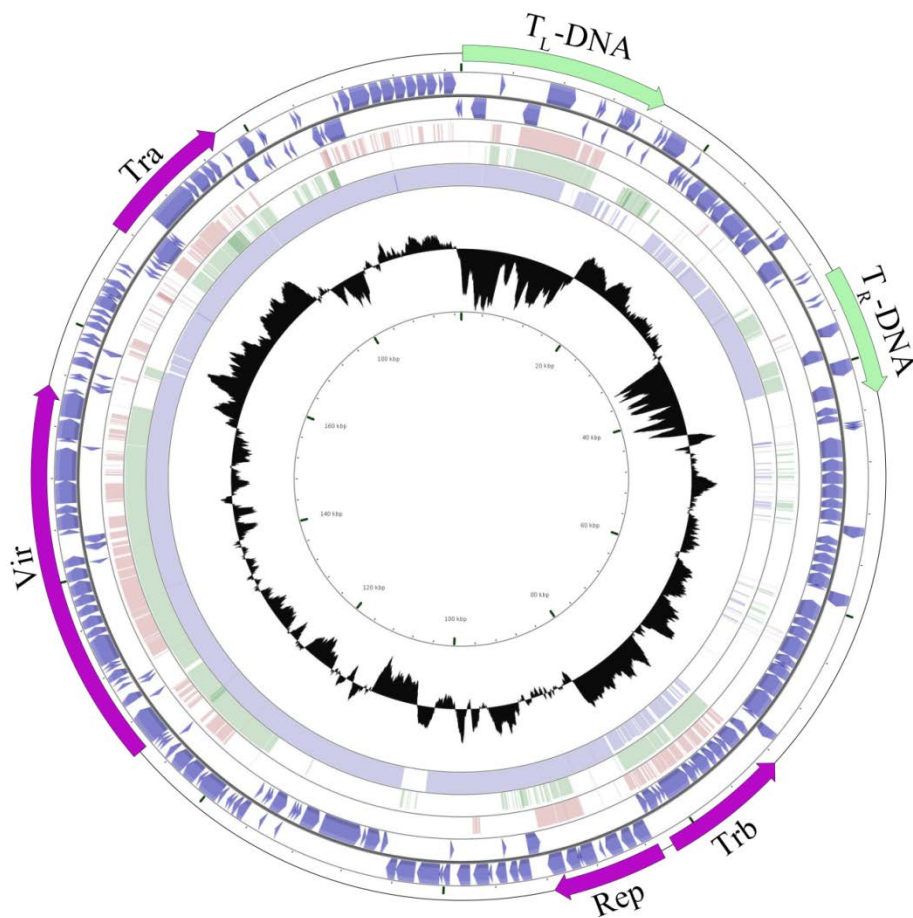 T_L-DNA
T_R-DNA
Trb
Rep
Vir
Tra
20 kbp
40 kbp
60 kbp
80 kbp
100 kbp
120 kbp
140 kbp
160 kbp
180 kbp